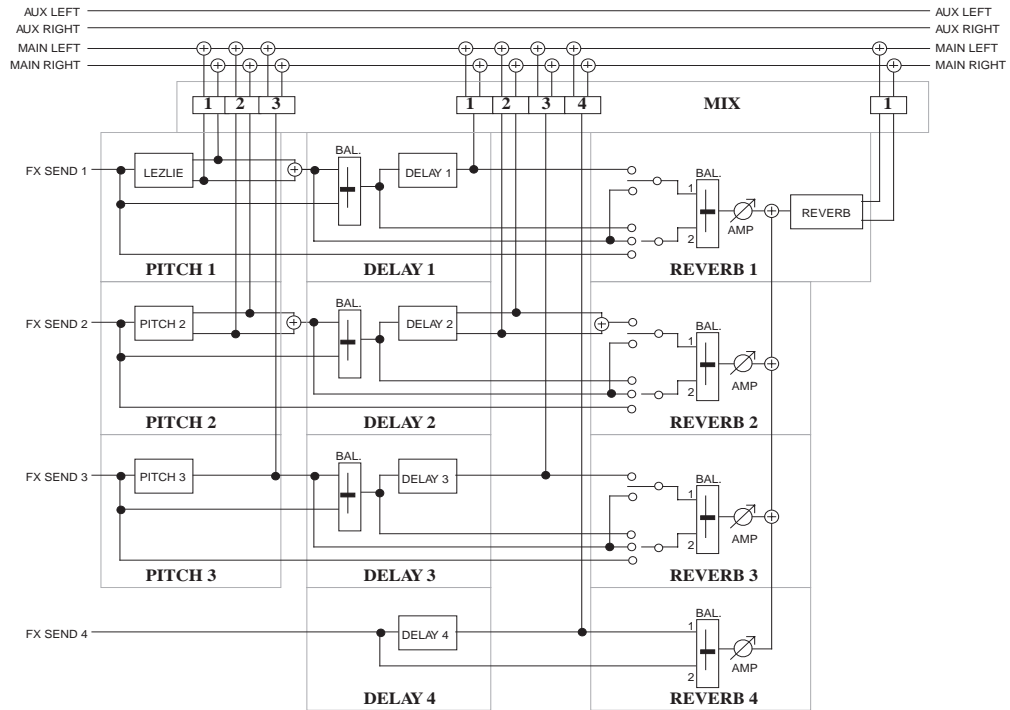 AUX LEFT AUX LEFT
AUX RIGHT AUX RIGHT
MAIN LEFT MAIN LEFT
MAIN RIGHT MAIN RIGHT
1 2 3 1 2 3 4 MIX 1
FX SEND 1 LEZLIE BAL. DELAY 1 1 BAL. 2 AMP REVERB
PITCH 1 DELAY 1 REVERB 1
FX SEND 2 PITCH 2 BAL. DELAY 2 1 BAL. 2 AMP
PITCH 2 DELAY 2 REVERB 2
FX SEND 3 PITCH 3 BAL. DELAY 3 1 BAL. 2 AMP
PITCH 3 DELAY 3 REVERB 3
FX SEND 4 DELAY 4 1 BAL. 2 AMP
DELAY 4 REVERB 4